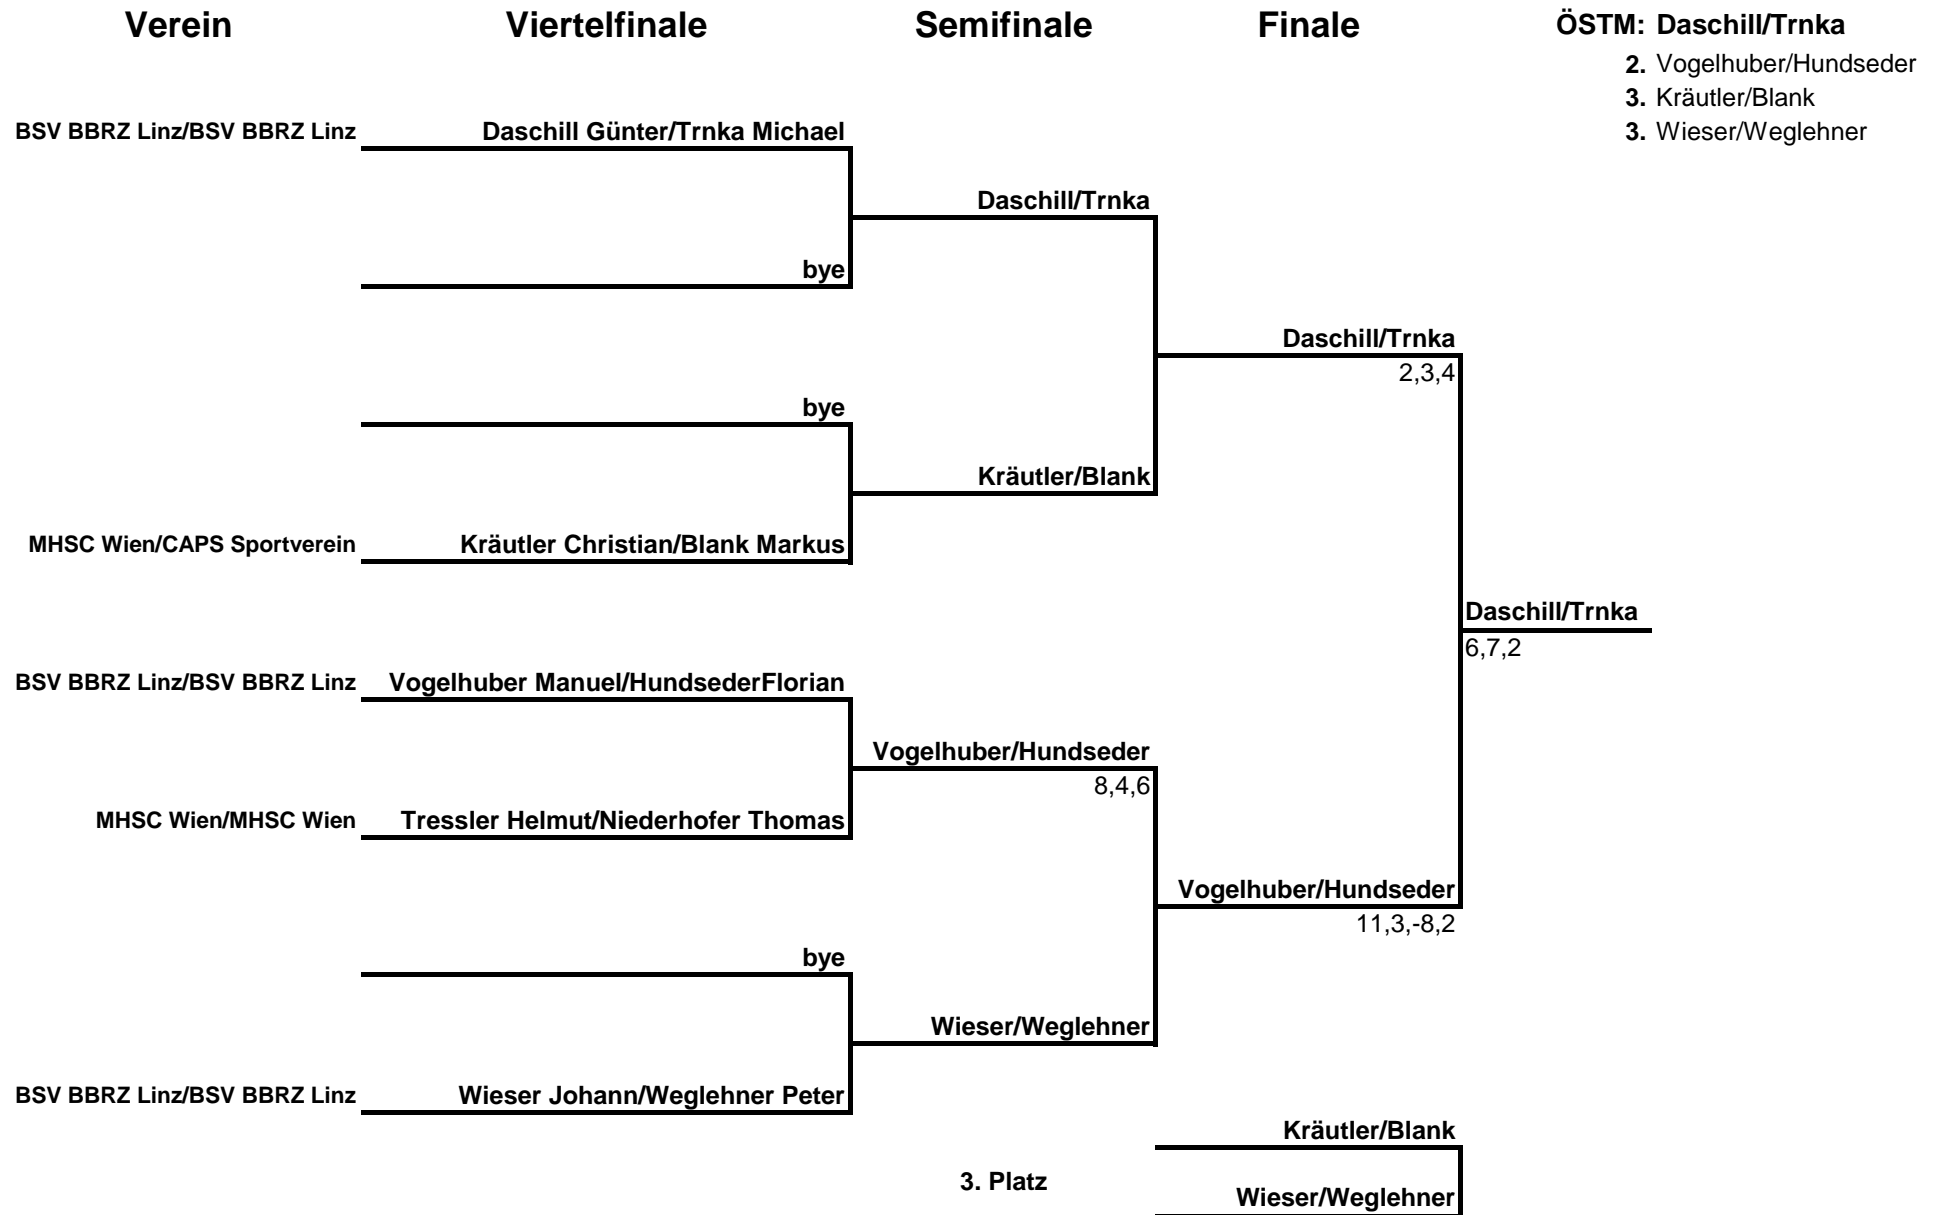 Verein Viertelfinale Semifinale Finale ÖSTM: Daschill/Trnka
2. Vogelhuber/Hundseder
3. Kräutler/Blank
BSV BBRZ Linz/BSV BBRZ Linz Daschill Günter/Trnka Michael 3. Wieser/Weglehner
Daschill/Trnka
bye
Daschill/Trnka
2,3,4
bye
Kräutler/Blank
MHSC Wien/CAPS Sportverein Kräutler Christian/Blank Markus
Daschill/Trnka
6,7,2
BSV BBRZ Linz/BSV BBRZ Linz Vogelhuber Manuel/HundsederFlorian
Vogelhuber/Hundseder
8,4,6
MHSC Wien/MHSC Wien Tressler Helmut/Niederhofer Thomas
Vogelhuber/Hundseder
11,3,-8,2
bye
Wieser/Weglehner
BSV BBRZ Linz/BSV BBRZ Linz Wieser Johann/Weglehner Peter
Kräutler/Blank
3. Platz
Wieser/Weglehner